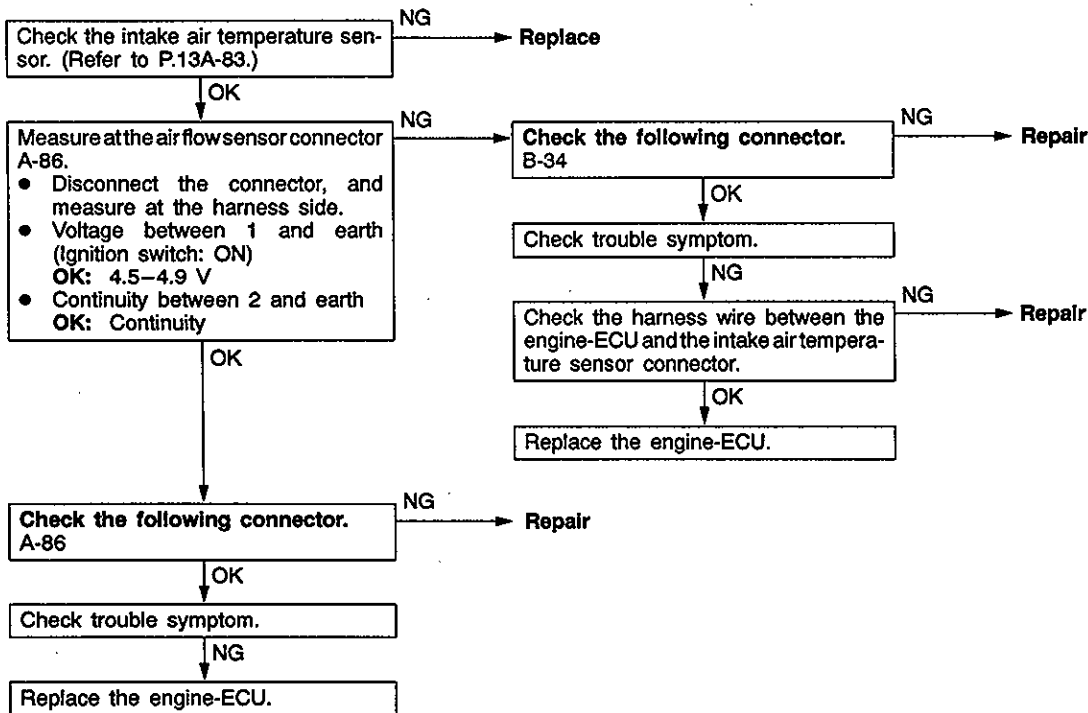 NG
Check the intake air temperature sen-
sor. (Refer to P.13A-83.)
Replace
OK
Measure at the air flow sensor connector
A-86.
● Disconnect the connector, and
measure at the harness side.
● Voltage between 1 and earth
(Ignition switch: ON)
OK: 4.5–4.9 V
● Continuity between 2 and earth
OK: Continuity
NG
Check the following connector.
B-34
NG
Repair
OK
Check trouble symptom.
NG
Check the harness wire between the
engine-ECU and the intake air tempera-
ture sensor connector.
NG
Repair
OK
Replace the engine-ECU.
OK
Check the following connector.
A-86
NG
Repair
OK
Check trouble symptom.
NG
Replace the engine-ECU.